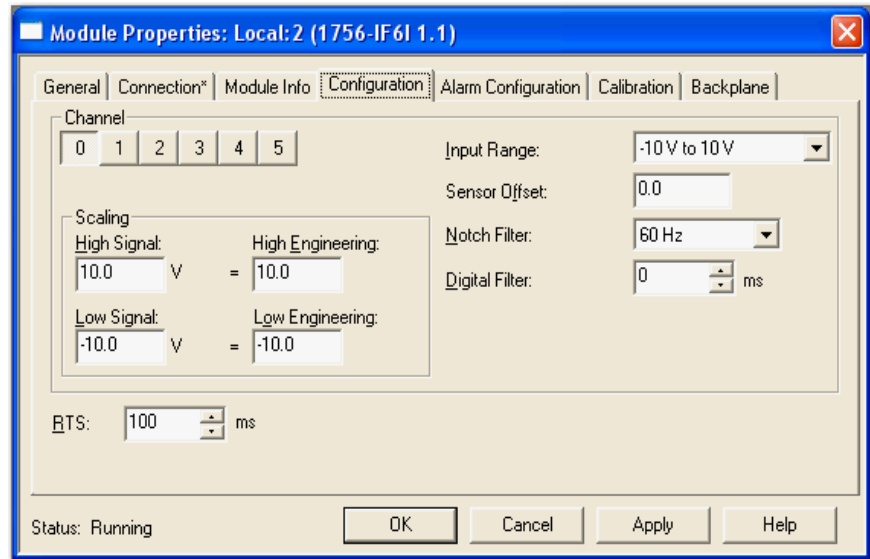 Module Properties: Local:2 (1756-IF6I 1.1)
General Connection* Module Info Configuration Alarm Configuration Calibration Backplane
Channel
0 1 2 3 4 5
Input Range: -10 V to 10 V
Sensor Offset: 0.0
Notch Filter: 60 Hz
Digital Filter: 0 ms
Scaling
High Signal: High Engineering:
10.0 V = 10.0
Low Signal: Low Engineering:
-10.0 V = -10.0
RTS: 100 ms
Status: Running
OK Cancel Apply Help